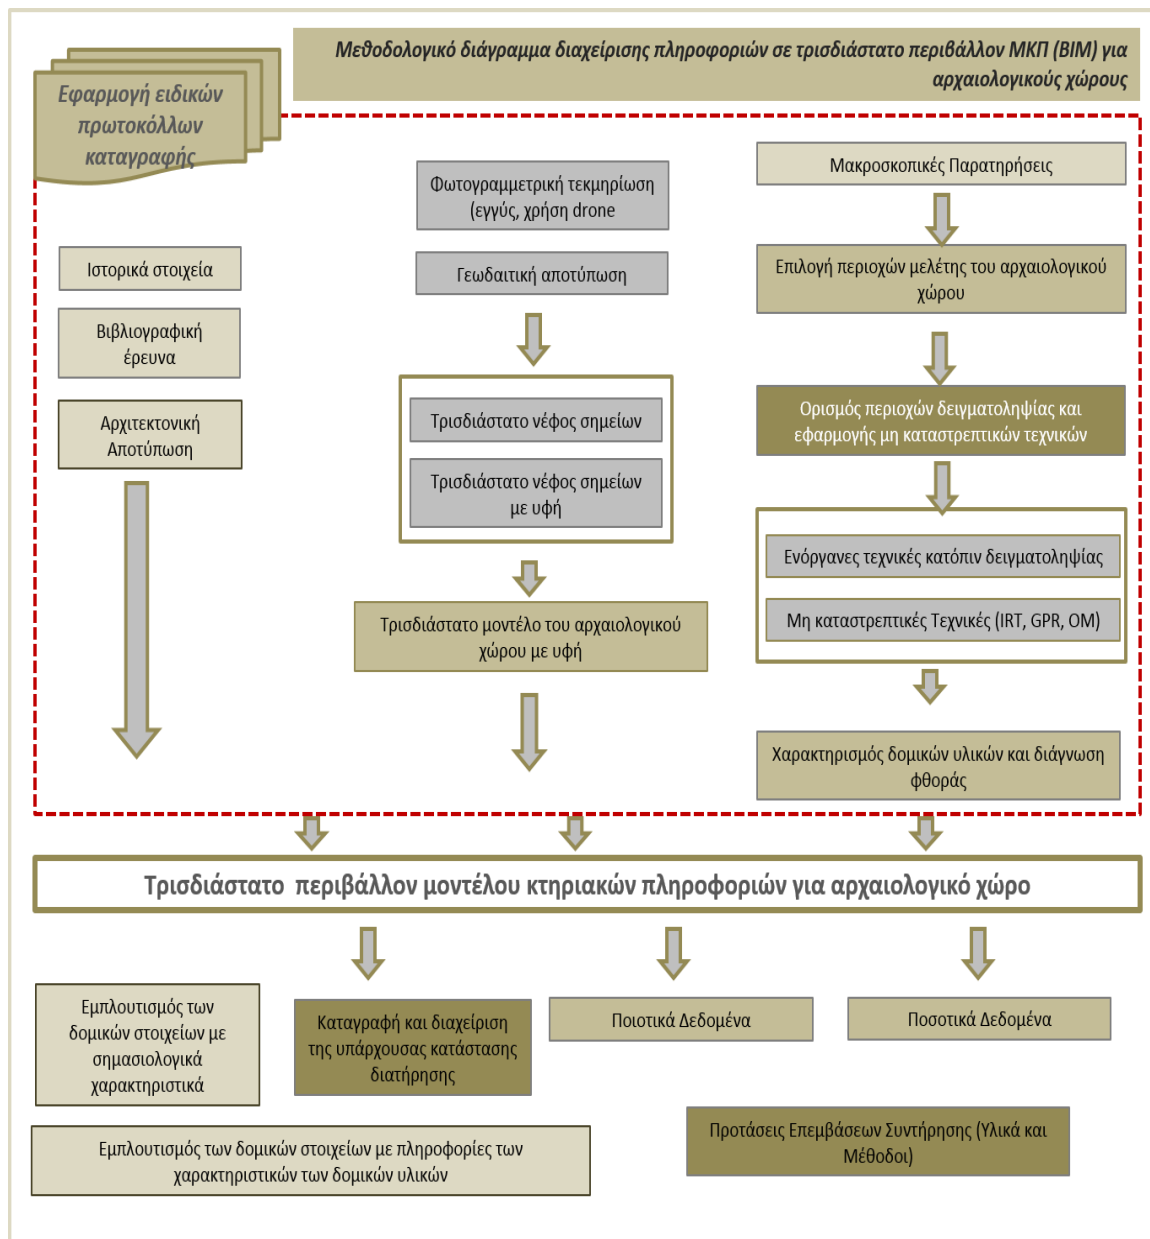 Μεθοδολογικό διάγραμμα διαχείρισης πληροφοριών σε τρισδιάστατο περιβάλλον ΜΚΠ (BIM) για
αρχαιολογικούς χώρους
Εφαρμογή ειδικών
πρωτοκόλλων
καταγραφής
Ιστορικά στοιχεία
Βιβλιογραφική
έρευνα
Αρχιτεκτονική
Αποτύπωση
Φωτογραμμετρική τεκμηρίωση
(εγγύς, χρήση drone
Γεωδαιτική αποτύπωση
Τρισδιάστατο νέφος σημείων
Τρισδιάστατο νέφος σημείων
με υφή
Τρισδιάστατο μοντέλο του αρχαιολογικού
χώρου με υφή
Μακροσκοπικές Παρατηρήσεις
Επιλογή περιοχών μελέτης του αρχαιολογικού
χώρου
Ορισμός περιοχών δειγματοληψίας και
εφαρμογής μη καταστρεπτικών τεχνικών
Ενόργανες τεχνικές κατόπιν δειγματοληψίας
Μη καταστρεπτικές Τεχνικές (IRT, GPR, OM)
Χαρακτηρισμός δομικών υλικών και διάγνωση
φθοράς
Τρισδιάστατο περιβάλλον μοντέλου κτηριακών πληροφοριών για αρχαιολογικό χώρο
Εμπλουτισμός των
δομικών στοιχείων με
σημασιολογικά
χαρακτηριστικά
Καταγραφή και διαχείριση
της υπάρχουσας κατάστασης
διατήρησης
Ποιοτικά Δεδομένα
Ποσοτικά Δεδομένα
Εμπλουτισμός των δομικών στοιχείων με πληροφορίες των
χαρακτηριστικών των δομικών υλικών
Προτάσεις Επεμβάσεων Συντήρησης (Υλικά και
Μέθοδοι)